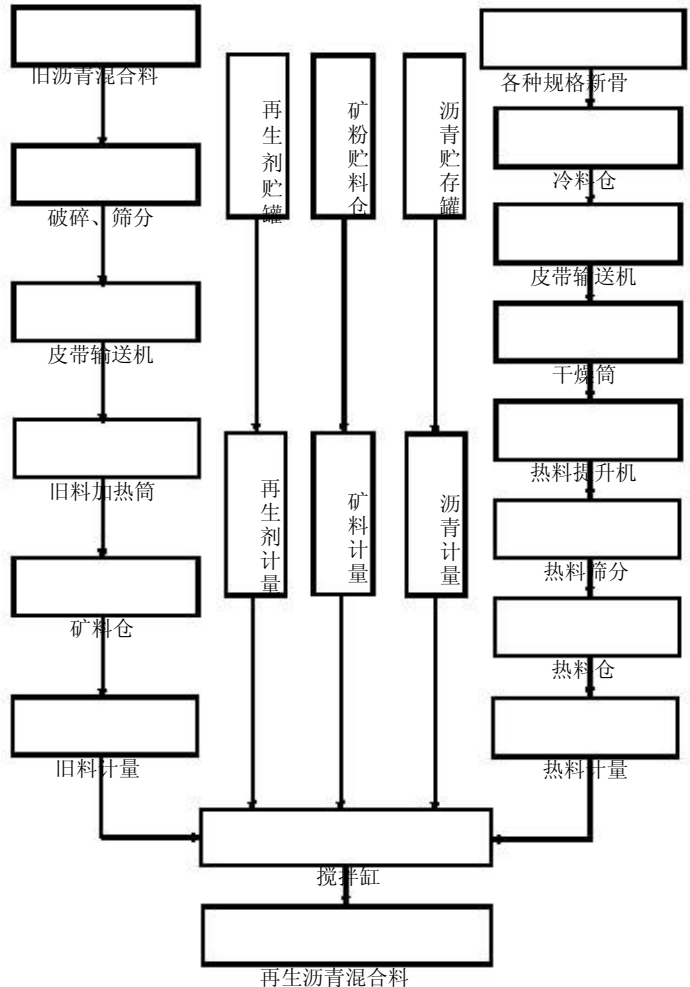 旧沥青混合料
破碎、筛分
皮带输送机
旧料加热筒
矿料仓
旧料计量
再生剂贮罐
再生剂计量
矿粉贮料仓
矿料计量
沥青贮存罐
沥青计量
各种规格新骨
冷料仓
皮带输送机
干燥筒
热料提升机
热料筛分
热料仓
热料计量
搅拌缸
再生沥青混合料